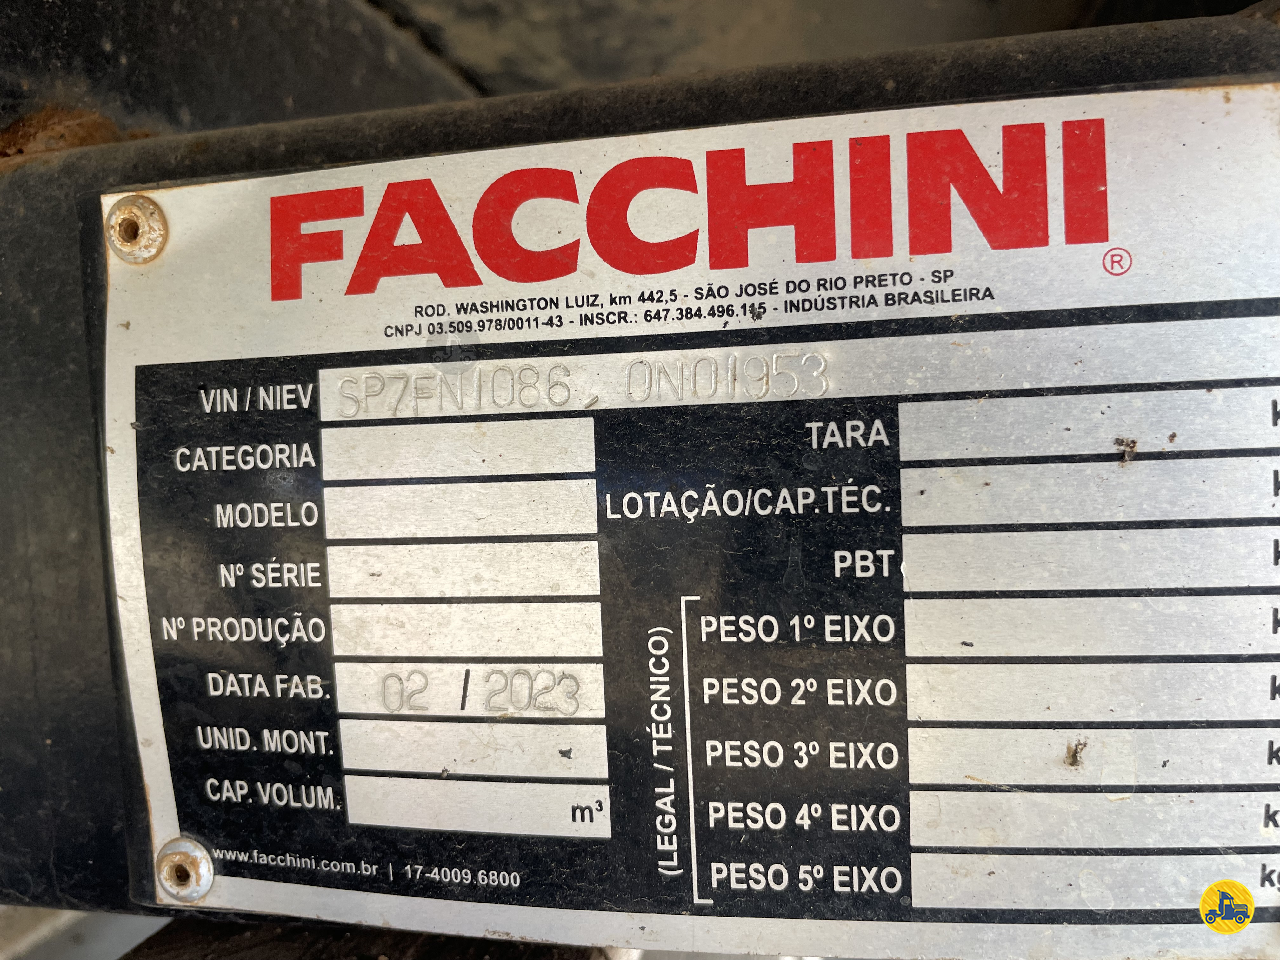 FACCHINI ®
ROD. WASHINGTON LUIZ, km 442,5 - SÃO JOSÉ DO RIO PRETO - SP
CNPJ 03.509.978/0011-43 - INSCR.: 647.384.496.115 - INDÚSTRIA BRASILEIRA
VIN / NIEV SP7FN1086 0N01953
CATEGORIA
MODELO
Nº SÉRIE
Nº PRODUÇÃO
DATA FAB. 02 / 2023
UNID. MONT.
CAP. VOLUM. m³
www.facchini.com.br | 17-4009.6800
TARA
LOTAÇÃO/CAP.TÉC.
PBT
(LEGAL / TÉCNICO)
PESO 1º EIXO
PESO 2º EIXO
PESO 3º EIXO
PESO 4º EIXO
PESO 5º EIXO